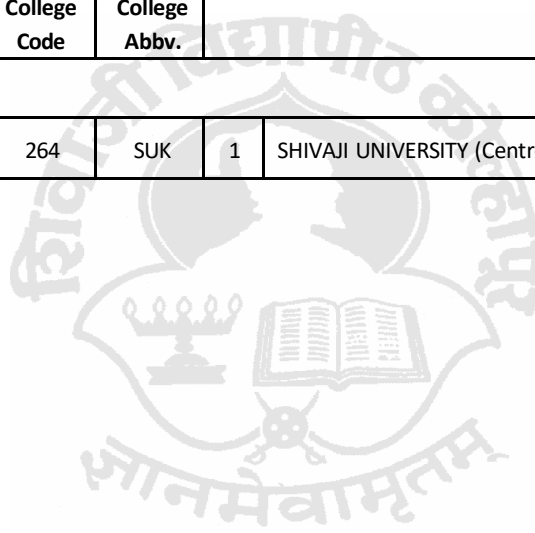 College Code
College Abbv.
264 SUK 1 SHIVAJI UNIVERSITY (Centr
शिवाजी विद्यापीठ कोल्हापूर
ज्ञानमेवामृतम्